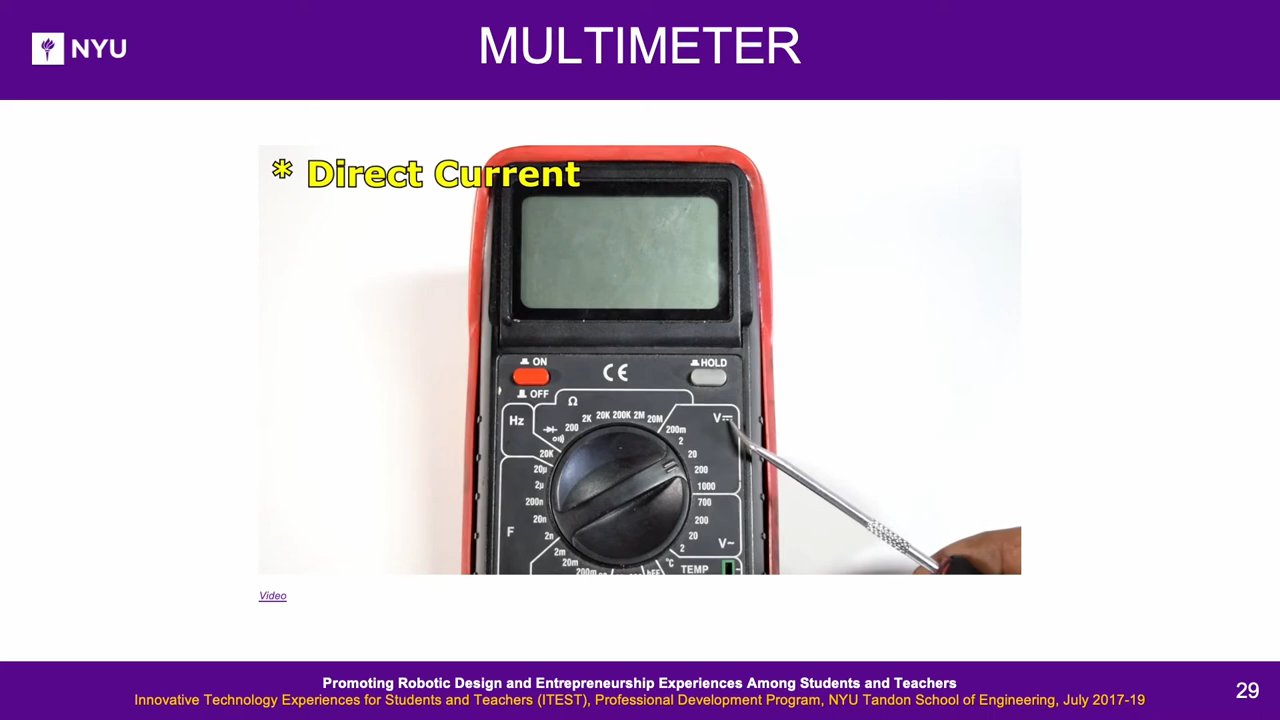 NYU
MULTIMETER
* Direct Current
ON
CE
HOLD
OFF
Ω
Hz
200
2K
20K
200K
2M
20M
V
20K
200m
2
20
200
1000
20µ
2µ
200n
20n
2n
F
700
200
20
2
V~
2m
20m
200m
hFE
°C
TEMP
Video
Promoting Robotic Design and Entrepreneurship Experiences Among Students and Teachers
Innovative Technology Experiences for Students and Teachers (ITEST), Professional Development Program, NYU Tandon School of Engineering, July 2017-19
29